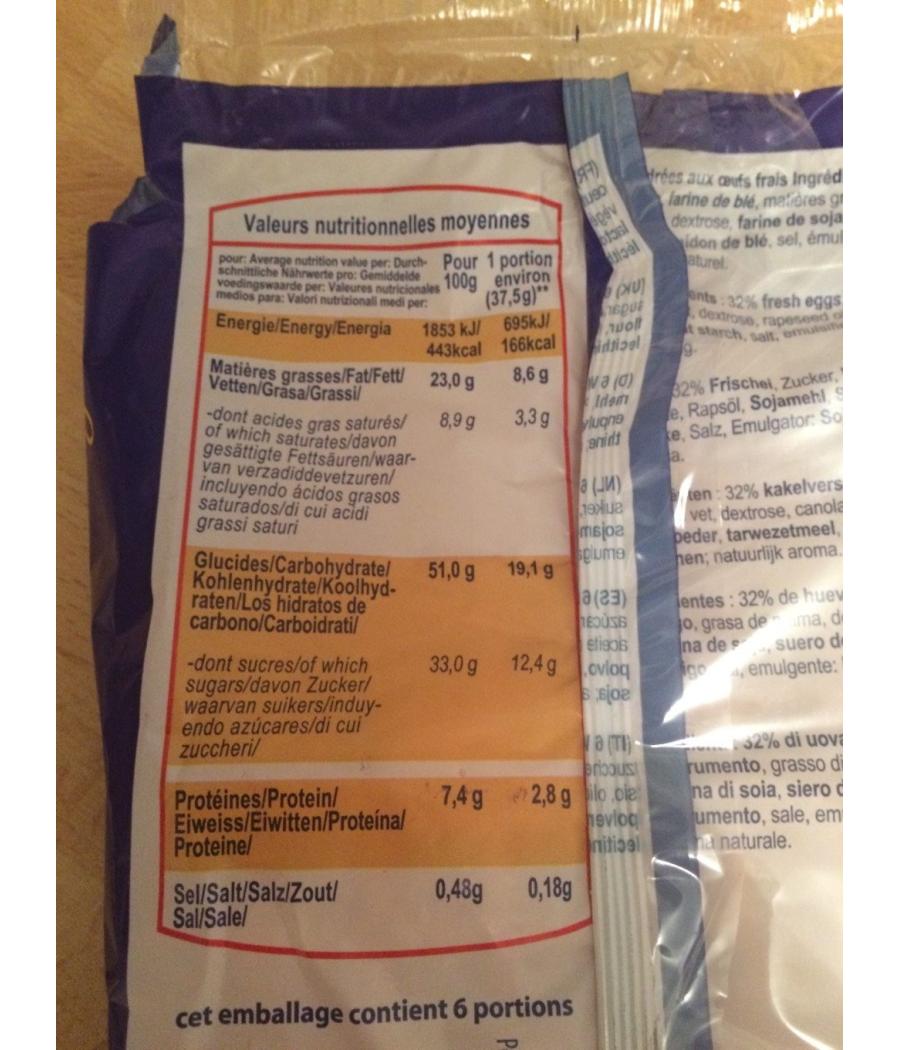 Valeurs nutritionnelles moyennes
pour: Average nutrition value per: Durch-
schnittliche Nährwerte pro: Gemiddelde
voedingswaarde per: Valeures nutricionales
medios para: Valori nutrizionali medi per:
Pour 100g
1 portion environ (37,5g)**
Energie/Energy/Energia 1853 kJ/ 695kJ/
443kcal 166kcal
Matières grasses/Fat/Fett/ 23,0 g 8,6 g
Vetten/Grasa/Grassi/
-dont acides gras saturés/ 8,9 g 3,3 g
of which saturates/davon
gesättigte Fettsäuren/waar-
van verzadiddevetzuren/
incluyendo ácidos grasos
saturados/di cui acidi
grassi saturi
Glucides/Carbohydrate/ 51,0 g 19,1 g
Kohlenhydrate/Koolhyd-
raten/Los hidratos de
carbono/Carboidrati/
-dont sucres/of which 33,0 g 12,4 g
sugars/davon Zucker/
waarvan suikers/induy-
endo azúcares/di cui
zuccheri/
Protéines/Protein/ 7,4 g 2,8 g
Eiweiss/Eiwitten/Proteína/
Proteine/
Sel/Salt/Salz/Zout/ 0,48g 0,18g
Sal/Sale/
cet emballage contient 6 portions
aux œufs frais
farine de blé, matières
dextrose, farine de soja
de blé, sel,
32% fresh eggs
dextrose, rapeseed
starch, salt,
32% Frischei, Zucker,
Rapsöl, Sojamehl,
Salz, Emulgator:
: 32% kakelvers
vet, dextrose, canola
tarwezetmeel,
natuurlijk aroma.
: 32% de huev
grasa de
suero
emulgente:
32% di uova
grasso di
di soia, siero
sale,
naturale.